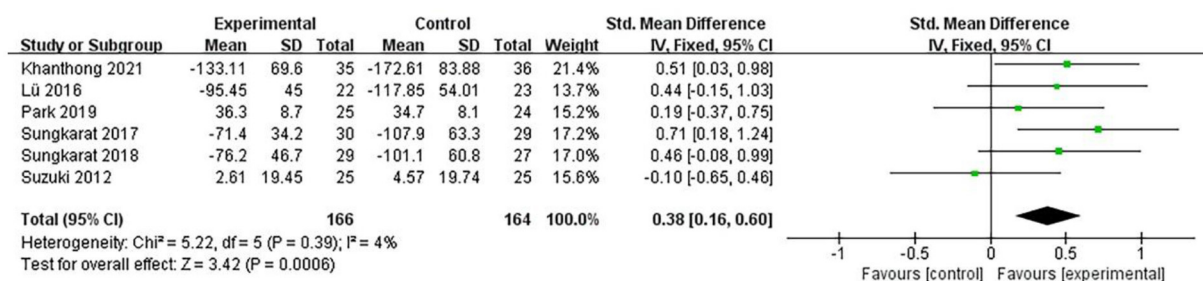 Experimental Control Std. Mean Difference Std. Mean Difference
Study or Subgroup Mean SD Total Mean SD Total Weight IV, Fixed, 95% CI IV, Fixed, 95% CI
Khanthong 2021 -133.11 69.6 35 -172.61 83.88 36 21.4% 0.51 [0.03, 0.98]
Lü 2016 -95.45 45 22 -117.85 54.01 23 13.7% 0.44 [-0.15, 1.03]
Park 2019 36.3 8.7 25 34.7 8.1 24 15.2% 0.19 [-0.37, 0.75]
Sungkarat 2017 -71.4 34.2 30 -107.9 63.3 29 17.2% 0.71 [0.18, 1.24]
Sungkarat 2018 -76.2 46.7 29 -101.1 60.8 27 17.0% 0.46 [-0.08, 0.99]
Suzuki 2012 2.61 19.45 25 4.57 19.74 25 15.6% -0.10 [-0.65, 0.46]
Total (95% CI) 166 164 100.0% 0.38 [0.16, 0.60]
Heterogeneity: Chi² = 5.22, df = 5 (P = 0.39); I² = 4%
Test for overall effect: Z = 3.42 (P = 0.0006)
-1 -0.5 0 0.5 1
Favours [control] Favours [experimental]